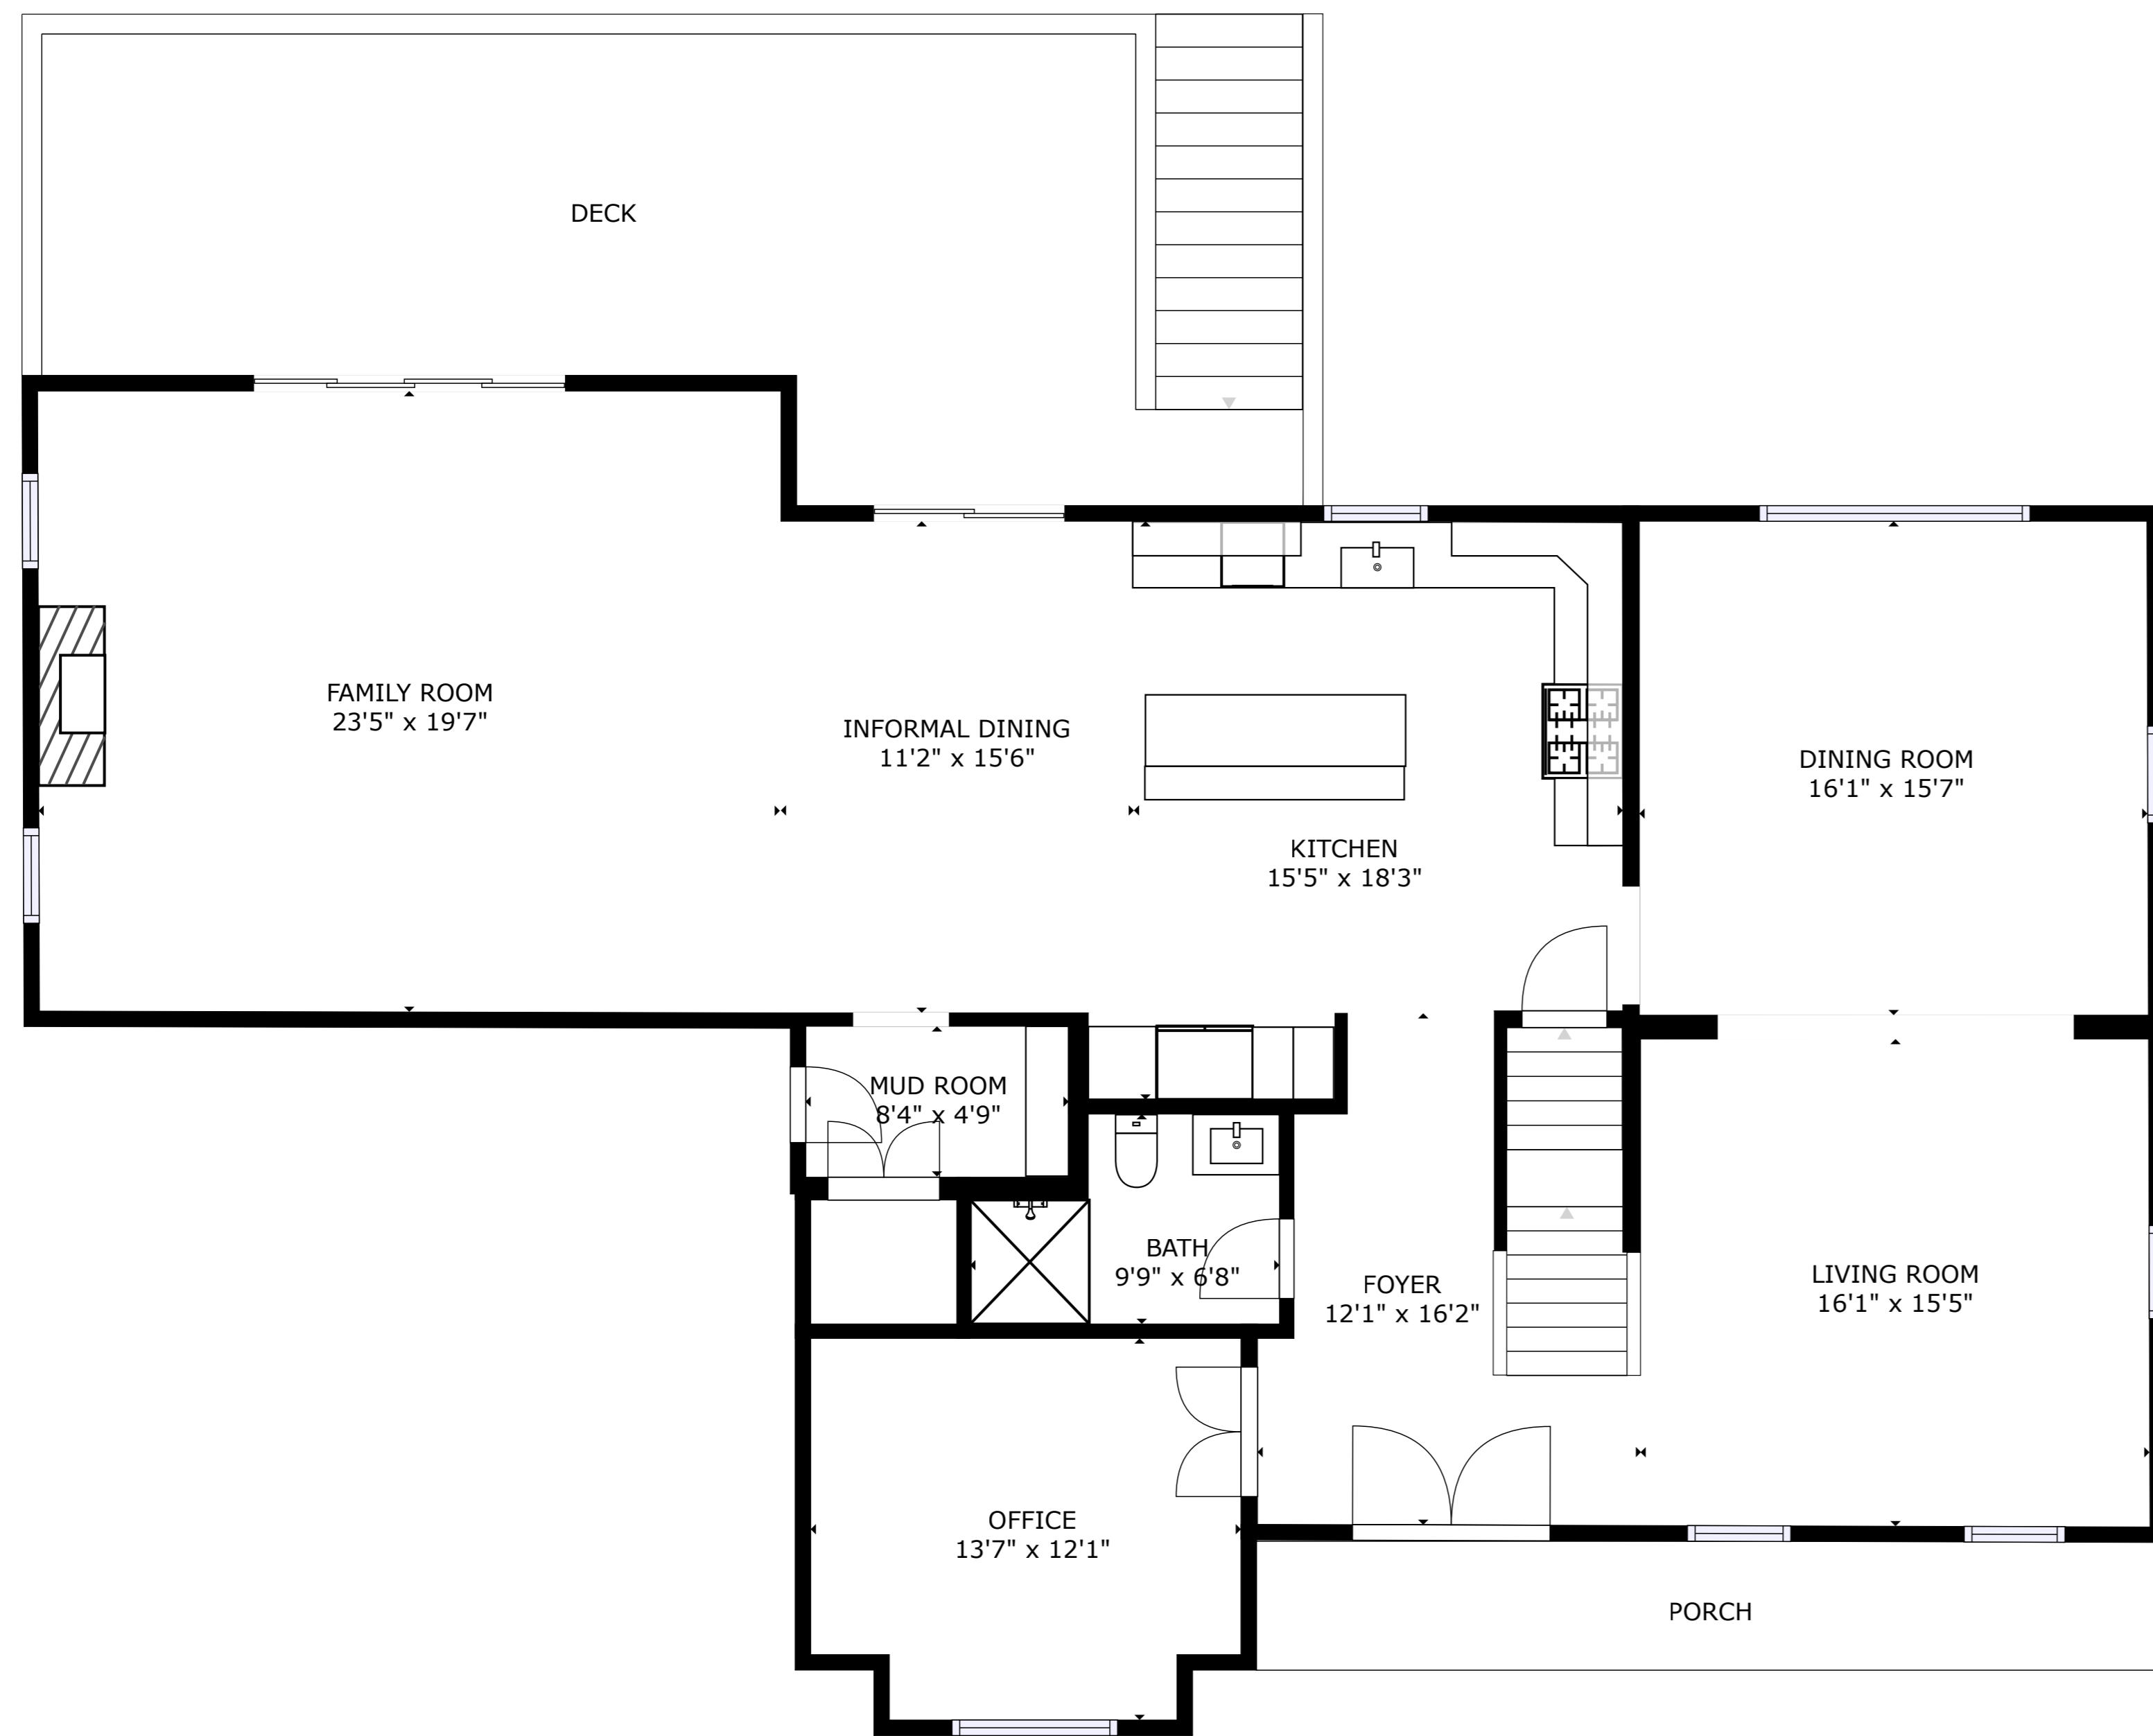 DECK
FAMILY ROOM
23'5" x 19'7"
INFORMAL DINING
11'2" x 15'6"
KITCHEN
15'5" x 18'3"
DINING ROOM
16'1" x 15'7"
MUD ROOM
8'4" x 4'9"
BATH
9'9" x 6'8"
FOYER
12'1" x 16'2"
LIVING ROOM
16'1" x 15'5"
OFFICE
13'7" x 12'1"
PORCH